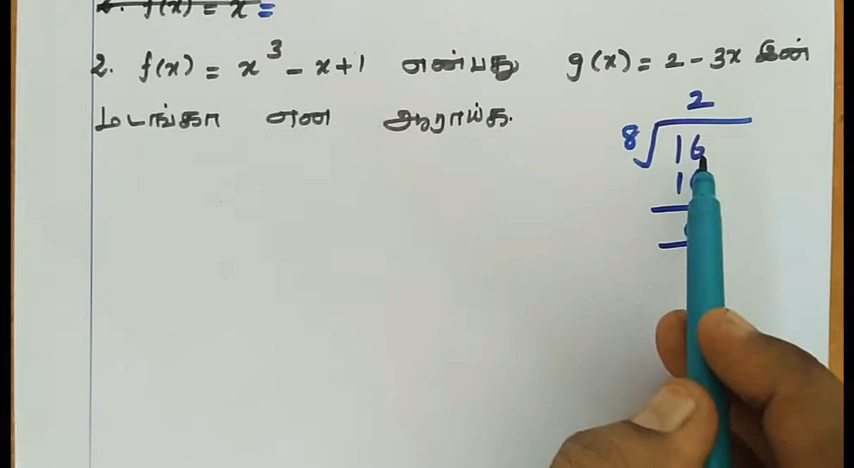 2. f(x) = x³ - x + 1 என்பது g(x) = 2 - 3x இன்
மடங்கா என ஆராய்க.
2
8 16